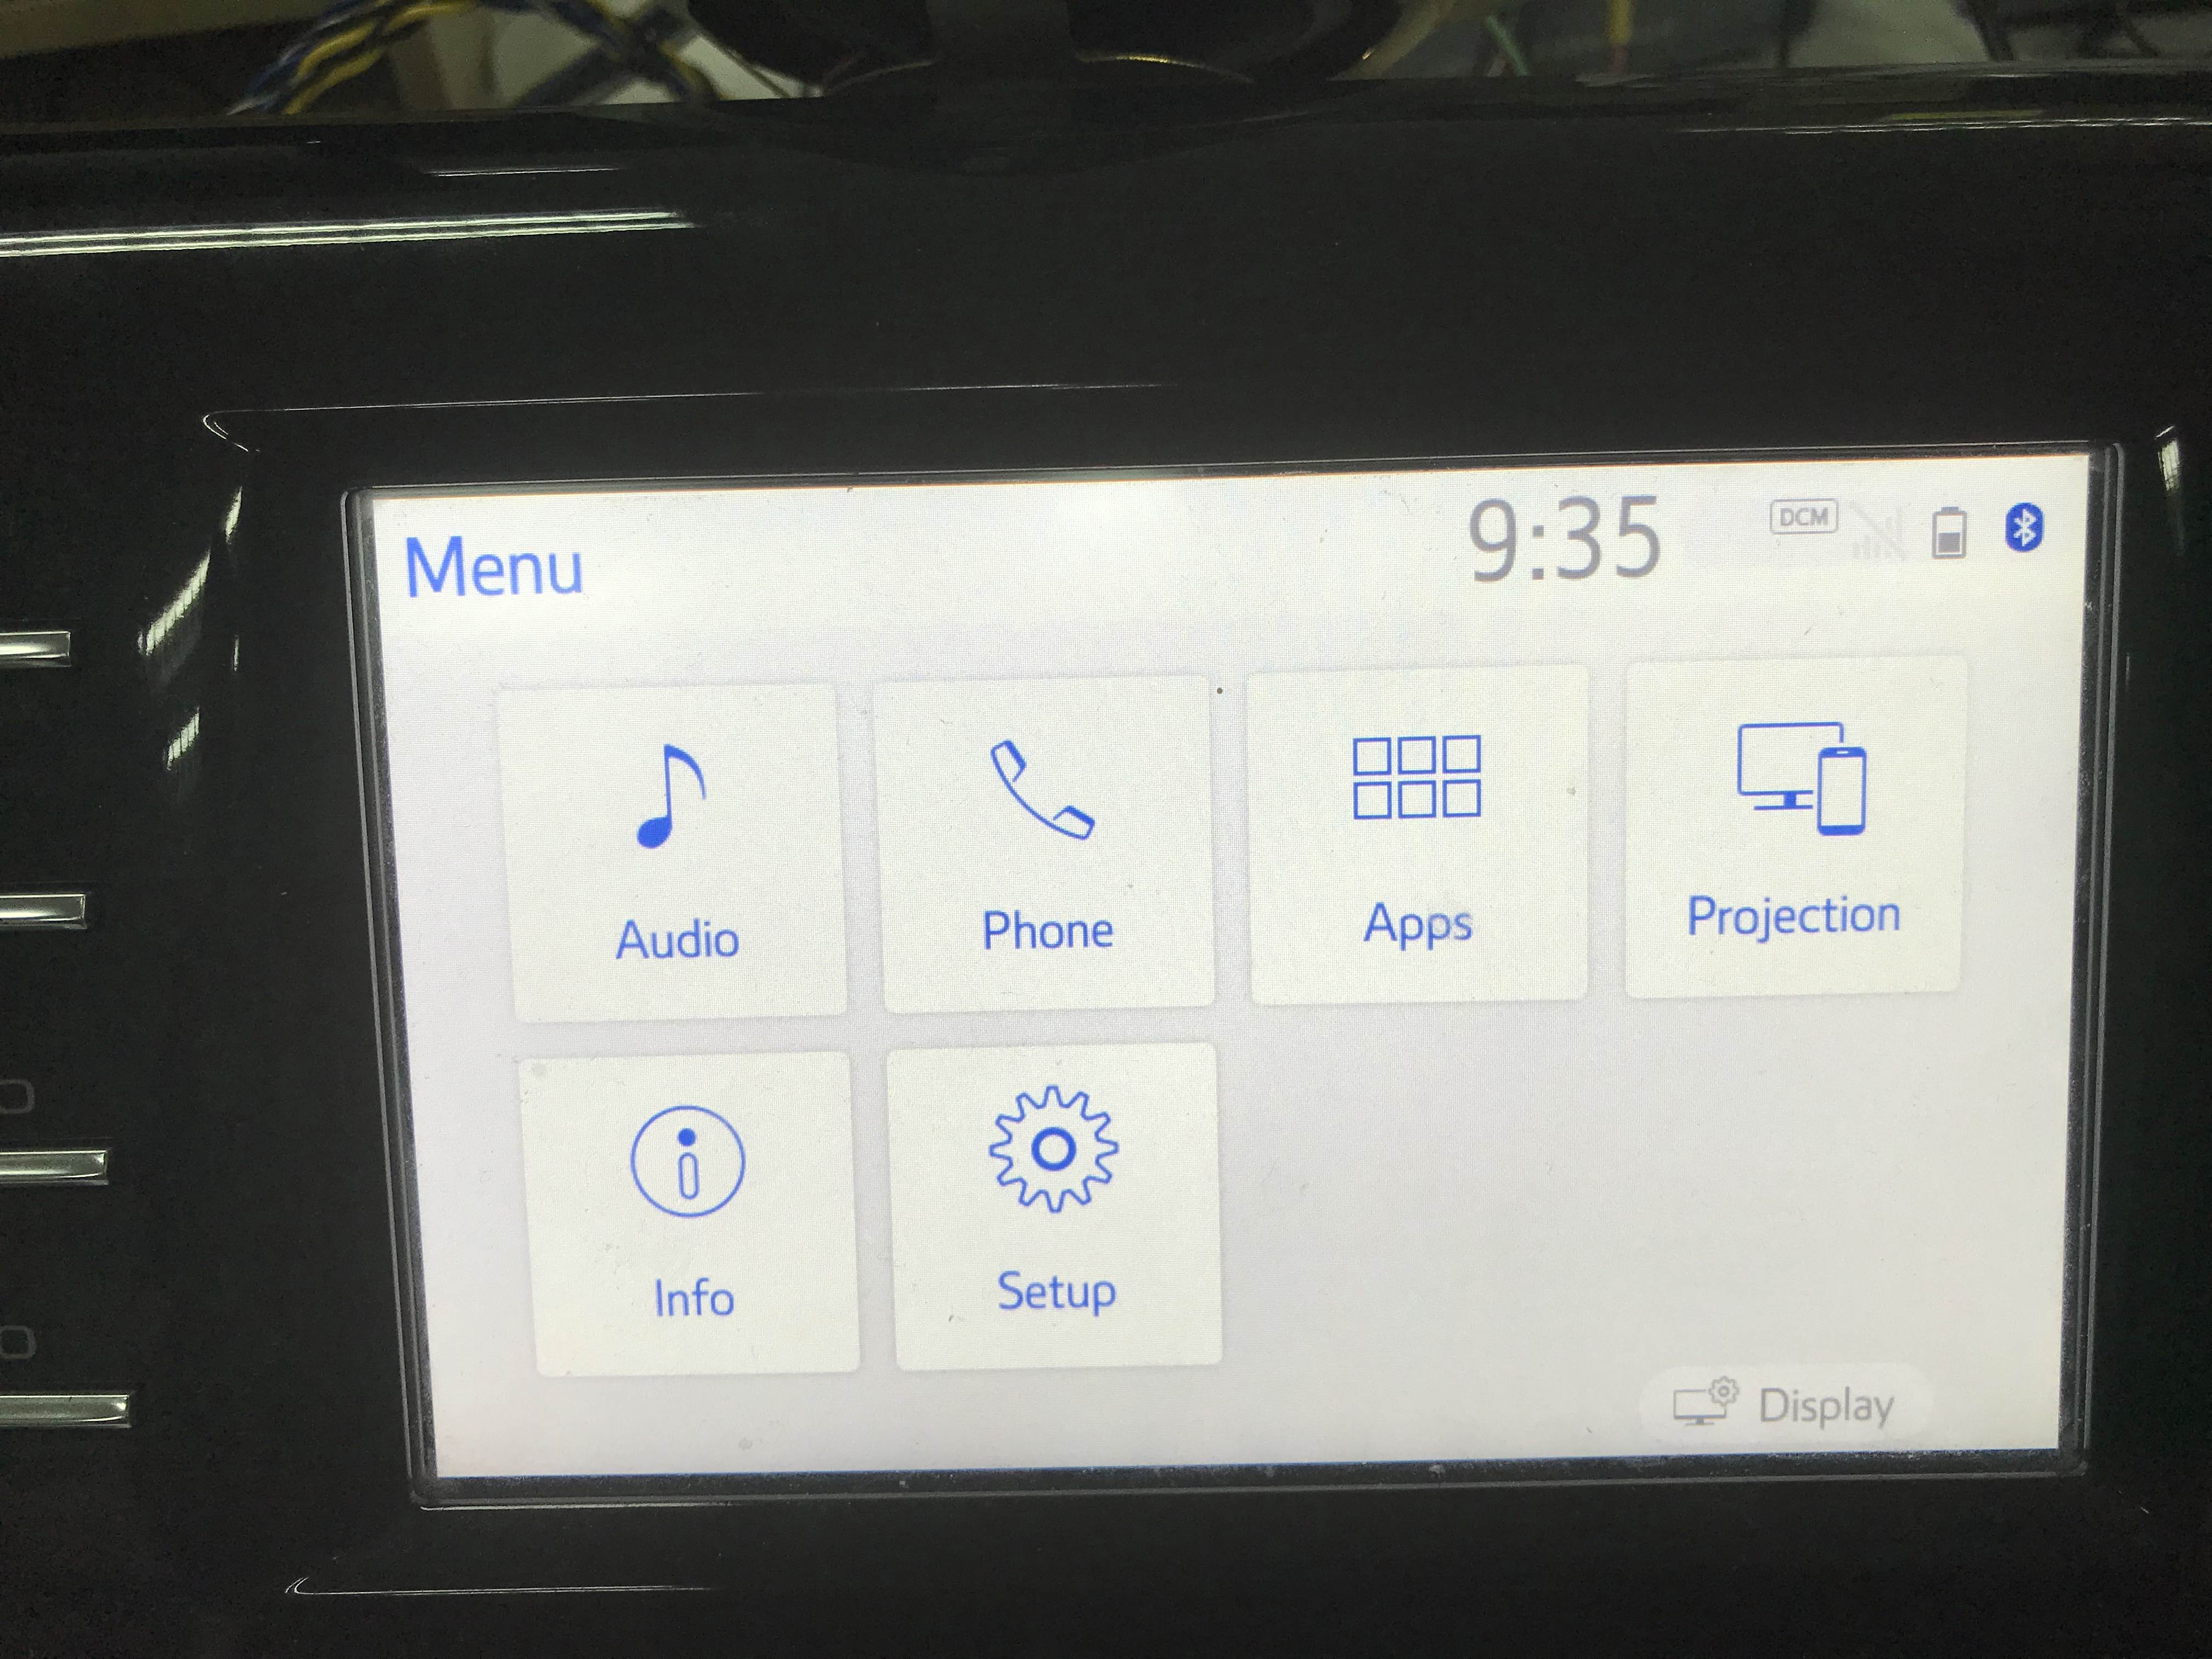 Menu
9:35
DCM
Audio
Phone
Apps
Projection
Info
Setup
Display